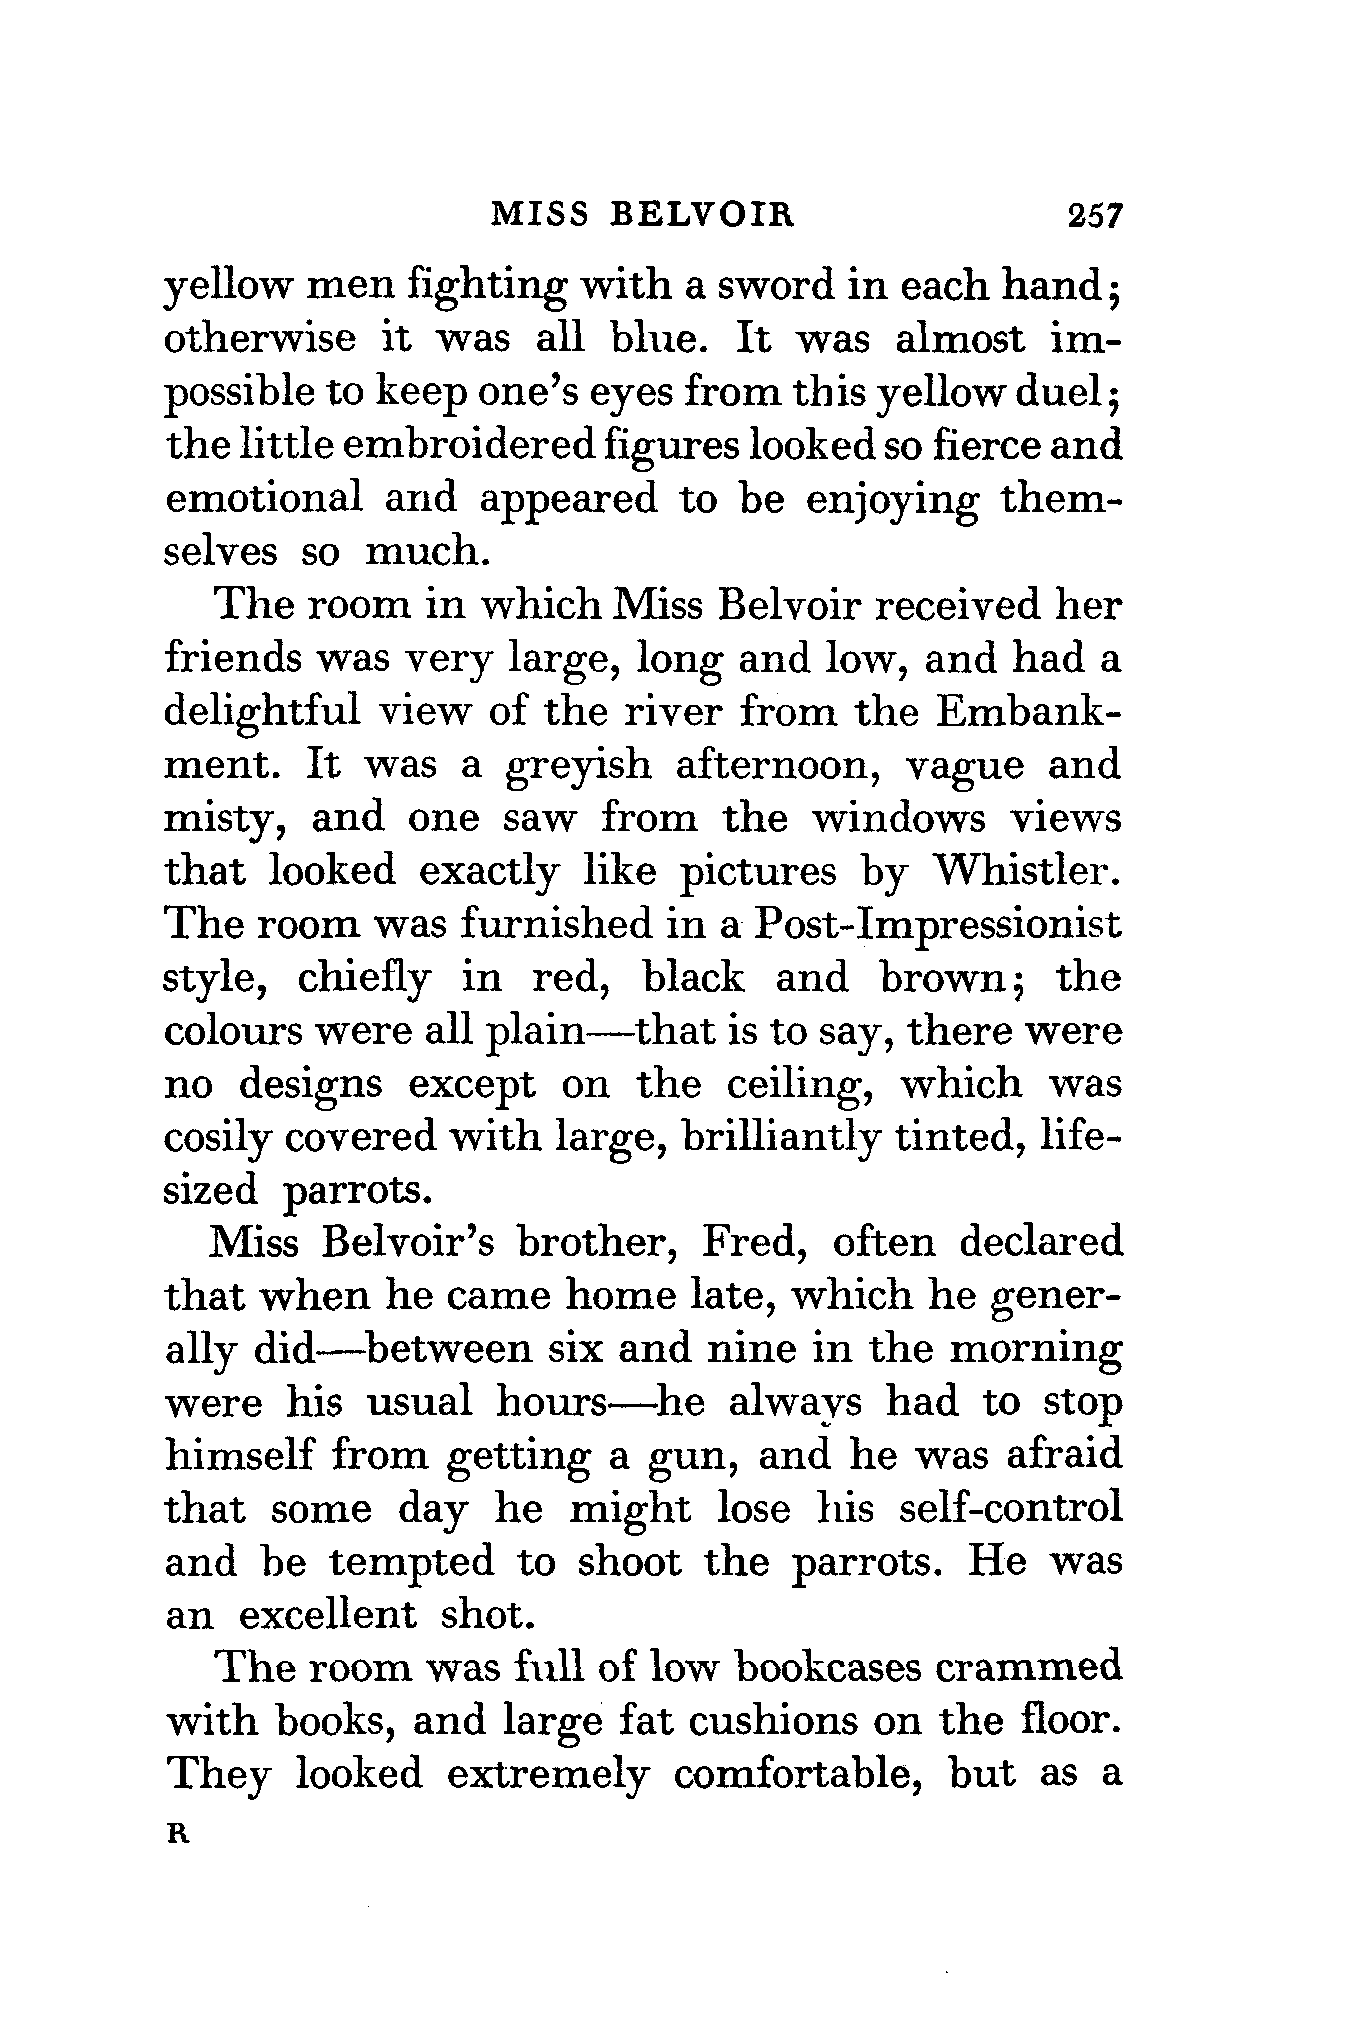 MISS BELVOIR 257
yellow men fighting with a sword in each hand;
otherwise it was all blue. It was almost im-
possible to keep one's eyes from this yellow duel;
the little embroidered figures looked so fierce and
emotional and appeared to be enjoying them-
selves so much.
The room in which Miss Belvoir received her
friends was very large, long and low, and had a
delightful view of the river from the Embank-
ment. It was a greyish afternoon, vague and
misty, and one saw from the windows views
that looked exactly like pictures by Whistler.
The room was furnished in a Post-Impressionist
style, chiefly in red, black and brown; the
colours were all plain—that is to say, there were
no designs except on the ceiling, which was
cosily covered with large, brilliantly tinted, life-
sized parrots.
Miss Belvoir's brother, Fred, often declared
that when he came home late, which he gener-
ally did—between six and nine in the morning
were his usual hours—he always had to stop
himself from getting a gun, and he was afraid
that some day he might lose his self-control
and be tempted to shoot the parrots. He was
an excellent shot.
The room was full of low bookcases crammed
with books, and large fat cushions on the floor.
They looked extremely comfortable, but as a
R